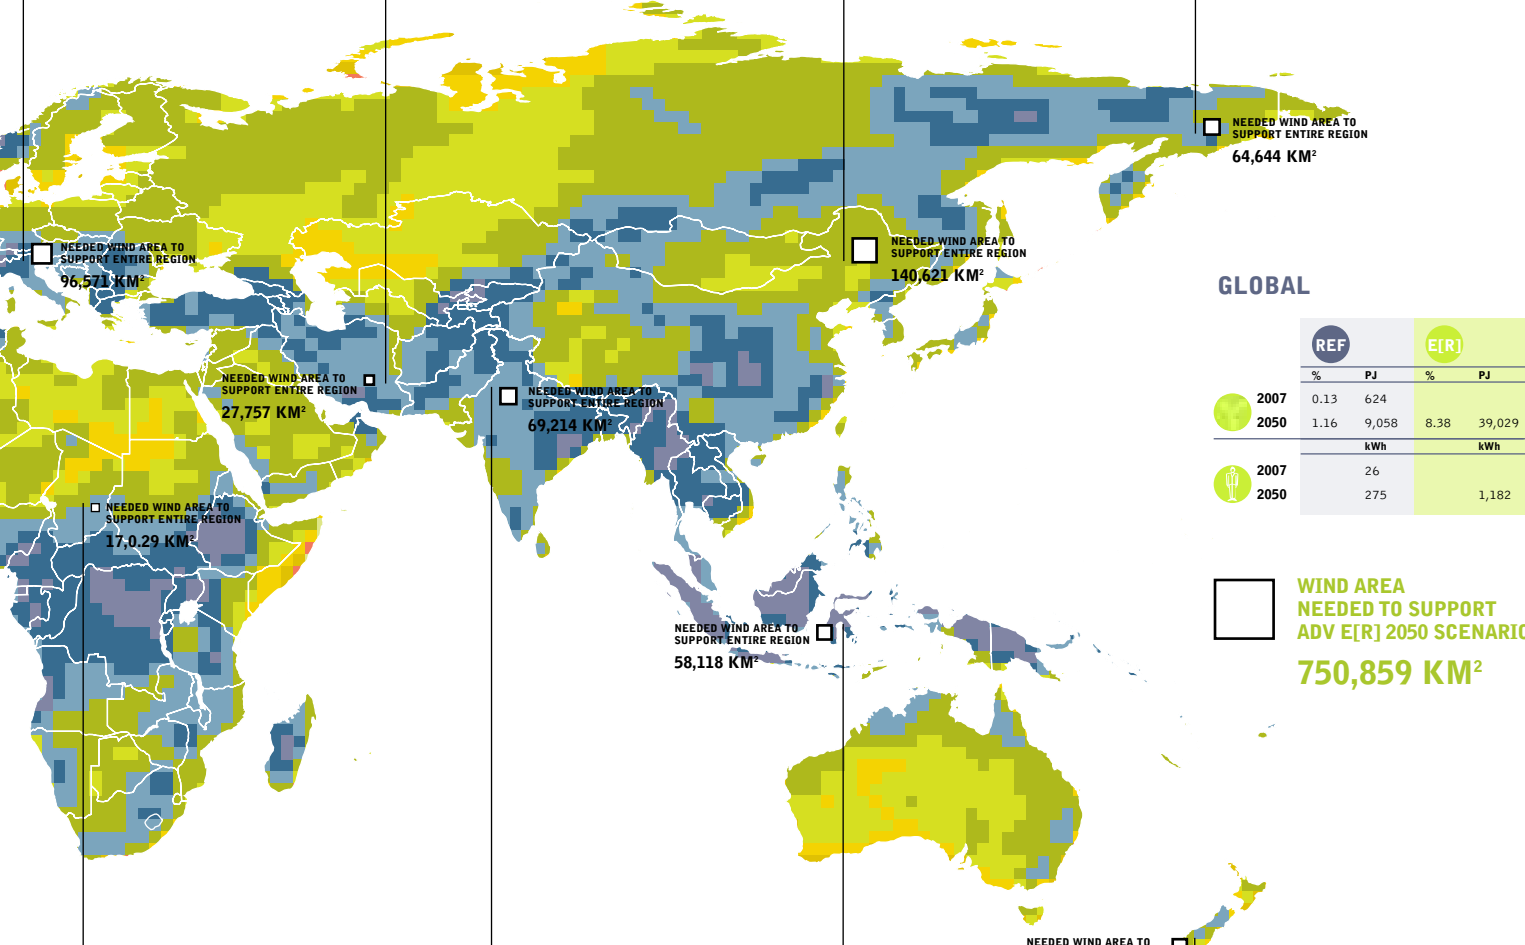 NEEDED WIND AREA TO
SUPPORT ENTIRE REGION
64,644 KM²
NEEDED WIND AREA TO
SUPPORT ENTIRE REGION
96,571 KM²
NEEDED WIND AREA TO
SUPPORT ENTIRE REGION
140,621 KM²
GLOBAL
REF E[R]
% PJ % PJ
2007 0.13 624
2050 1.16 9,058 8.38 39,029
kWh kWh
2007 26
2050 275 1,182
NEEDED WIND AREA TO
SUPPORT ENTIRE REGION
27,757 KM²
NEEDED WIND AREA TO
SUPPORT ENTIRE REGION
69,214 KM²
NEEDED WIND AREA TO
SUPPORT ENTIRE REGION
17,0.29 KM²
NEEDED WIND AREA TO
SUPPORT ENTIRE REGION
58,118 KM²
WIND AREA
NEEDED TO SUPPORT
ADV E[R] 2050 SCENARIO
750,859 KM²
NEEDED WIND AREA TO